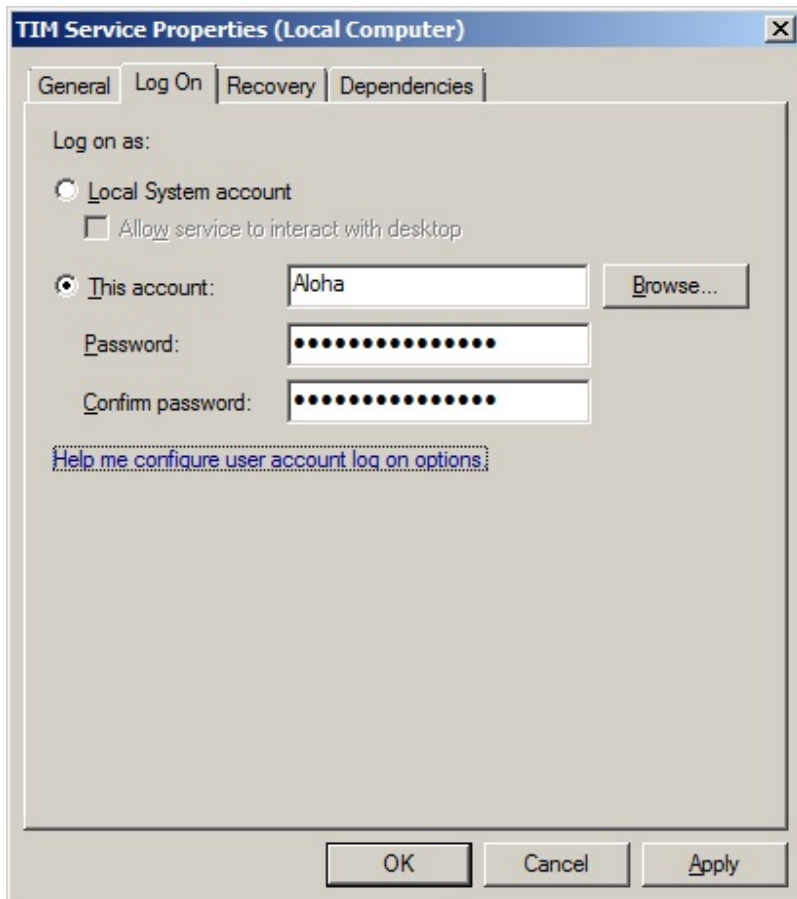 TIM Service Properties (Local Computer)
General Log On Recovery Dependencies
Log on as:
Local System account
Allow service to interact with desktop
This account: Aloha Browse...
Password: •••••••••••••••
Confirm password: •••••••••••••••
Help me configure user account log on options.
OK Cancel Apply